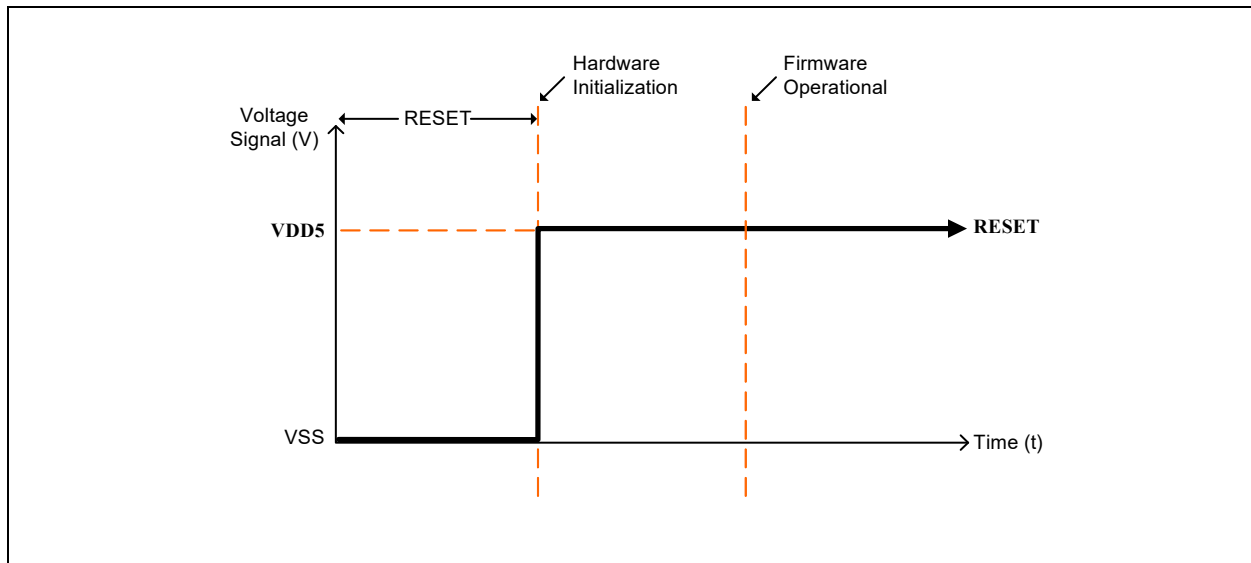 Hardware
Initialization
Firmware
Operational
Voltage
Signal (V)
RESET
VDD5
RESET
VSS
Time (t)